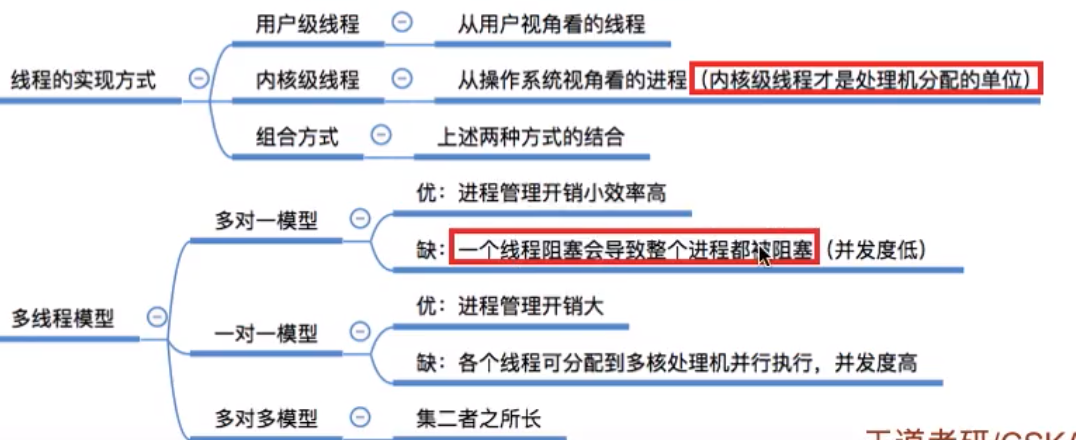 用户级线程
从用户视角看的线程
线程的实现方式
内核级线程
从操作系统视角看的进程（内核级线程才是处理机分配的单位）
组合方式
上述两种方式的结合
多对一模型
优：进程管理开销小效率高
缺：一个线程阻塞会导致整个进程都被阻塞（并发度低）
多线程模型
一对一模型
优：进程管理开销大
缺：各个线程可分配到多核处理机并行执行，并发度高
多对多模型
集二者之所长